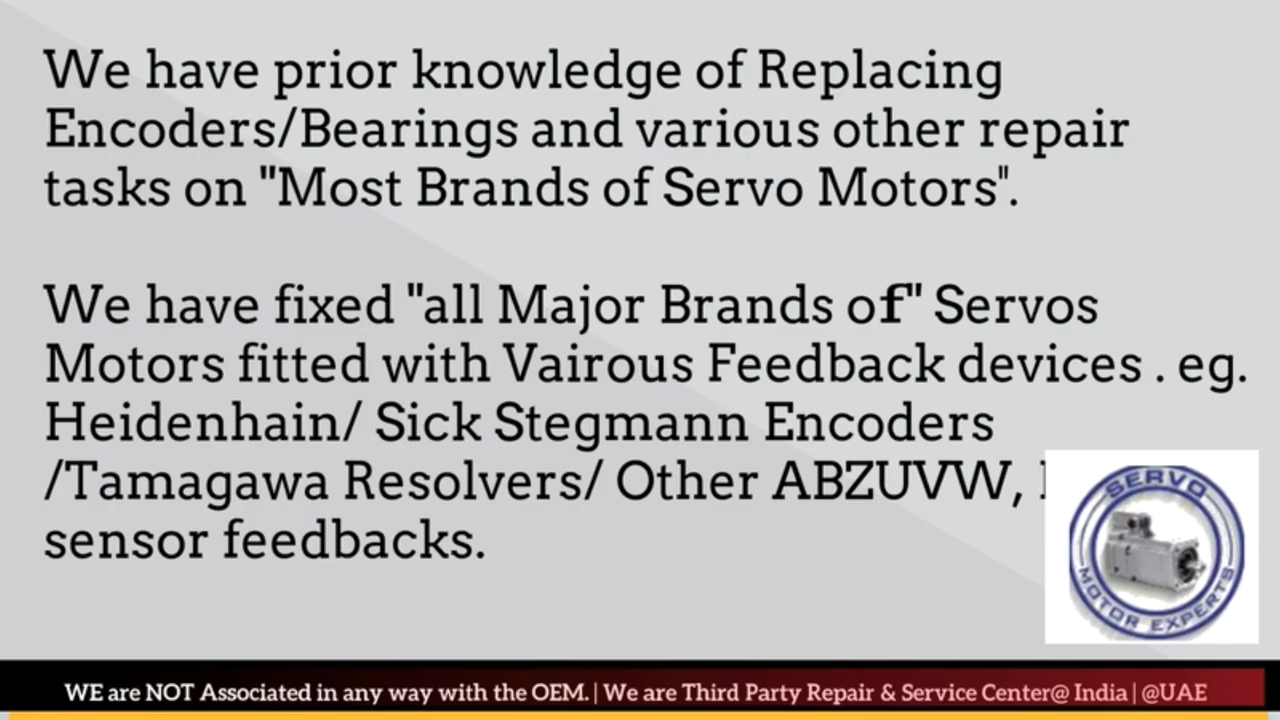 We have prior knowledge of Replacing
Encoders/Bearings and various other repair
tasks on "Most Brands of Servo Motors".
We have fixed "all Major Brands of" Servos
Motors fitted with Vairous Feedback devices . eg.
Heidenhain/ Sick Stegmann Encoders
/Tamagawa Resolvers/ Other ABZUVW,
sensor feedbacks.
SERVO
MOTOR EXPERTS
WE are NOT Associated in any way with the OEM. | We are Third Party Repair & Service Center@ India | @UAE